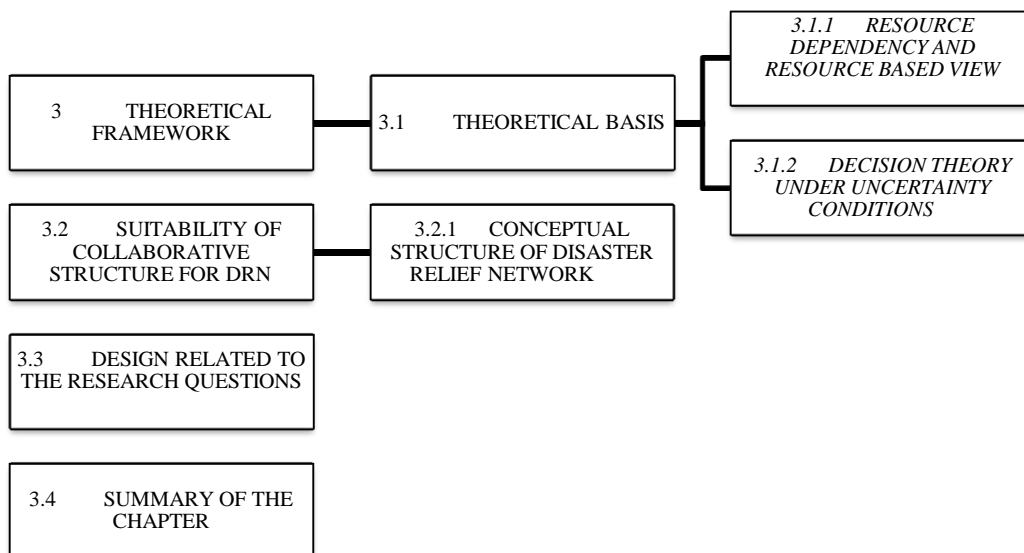 3 THEORETICAL
FRAMEWORK
3.1 THEORETICAL BASIS
3.1.1 RESOURCE
DEPENDENCY AND
RESOURCE BASED VIEW
3.1.2 DECISION THEORY
UNDER UNCERTAINTY
CONDITIONS
3.2 SUITABILITY OF
COLLABORATIVE
STRUCTURE FOR DRN
3.2.1 CONCEPTUAL
STRUCTURE OF DISASTER
RELIEF NETWORK
3.3 DESIGN RELATED TO
THE RESEARCH QUESTIONS
3.4 SUMMARY OF THE
CHAPTER